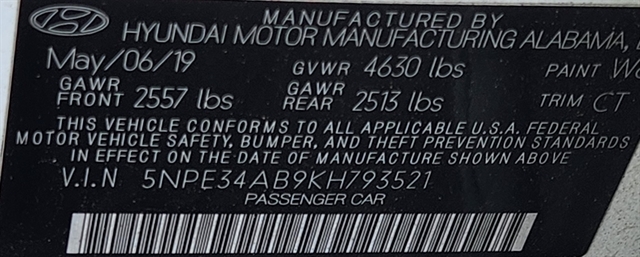 MANUFACTURED BY
HYUNDAI MOTOR MANUFACTURING ALABAMA,
May/06/19 GVWR 4630 lbs PAINT
GAWR FRONT 2557 lbs GAWR REAR 2513 lbs TRIM CT
THIS VEHICLE CONFORMS TO ALL APPLICABLE U.S.A. FEDERAL
MOTOR VEHICLE SAFETY, BUMPER, AND THEFT PREVENTION STANDARDS
IN EFFECT ON THE DATE OF MANUFACTURE SHOWN ABOVE
V.I.N 5NPE34AB9KH793521
PASSENGER CAR